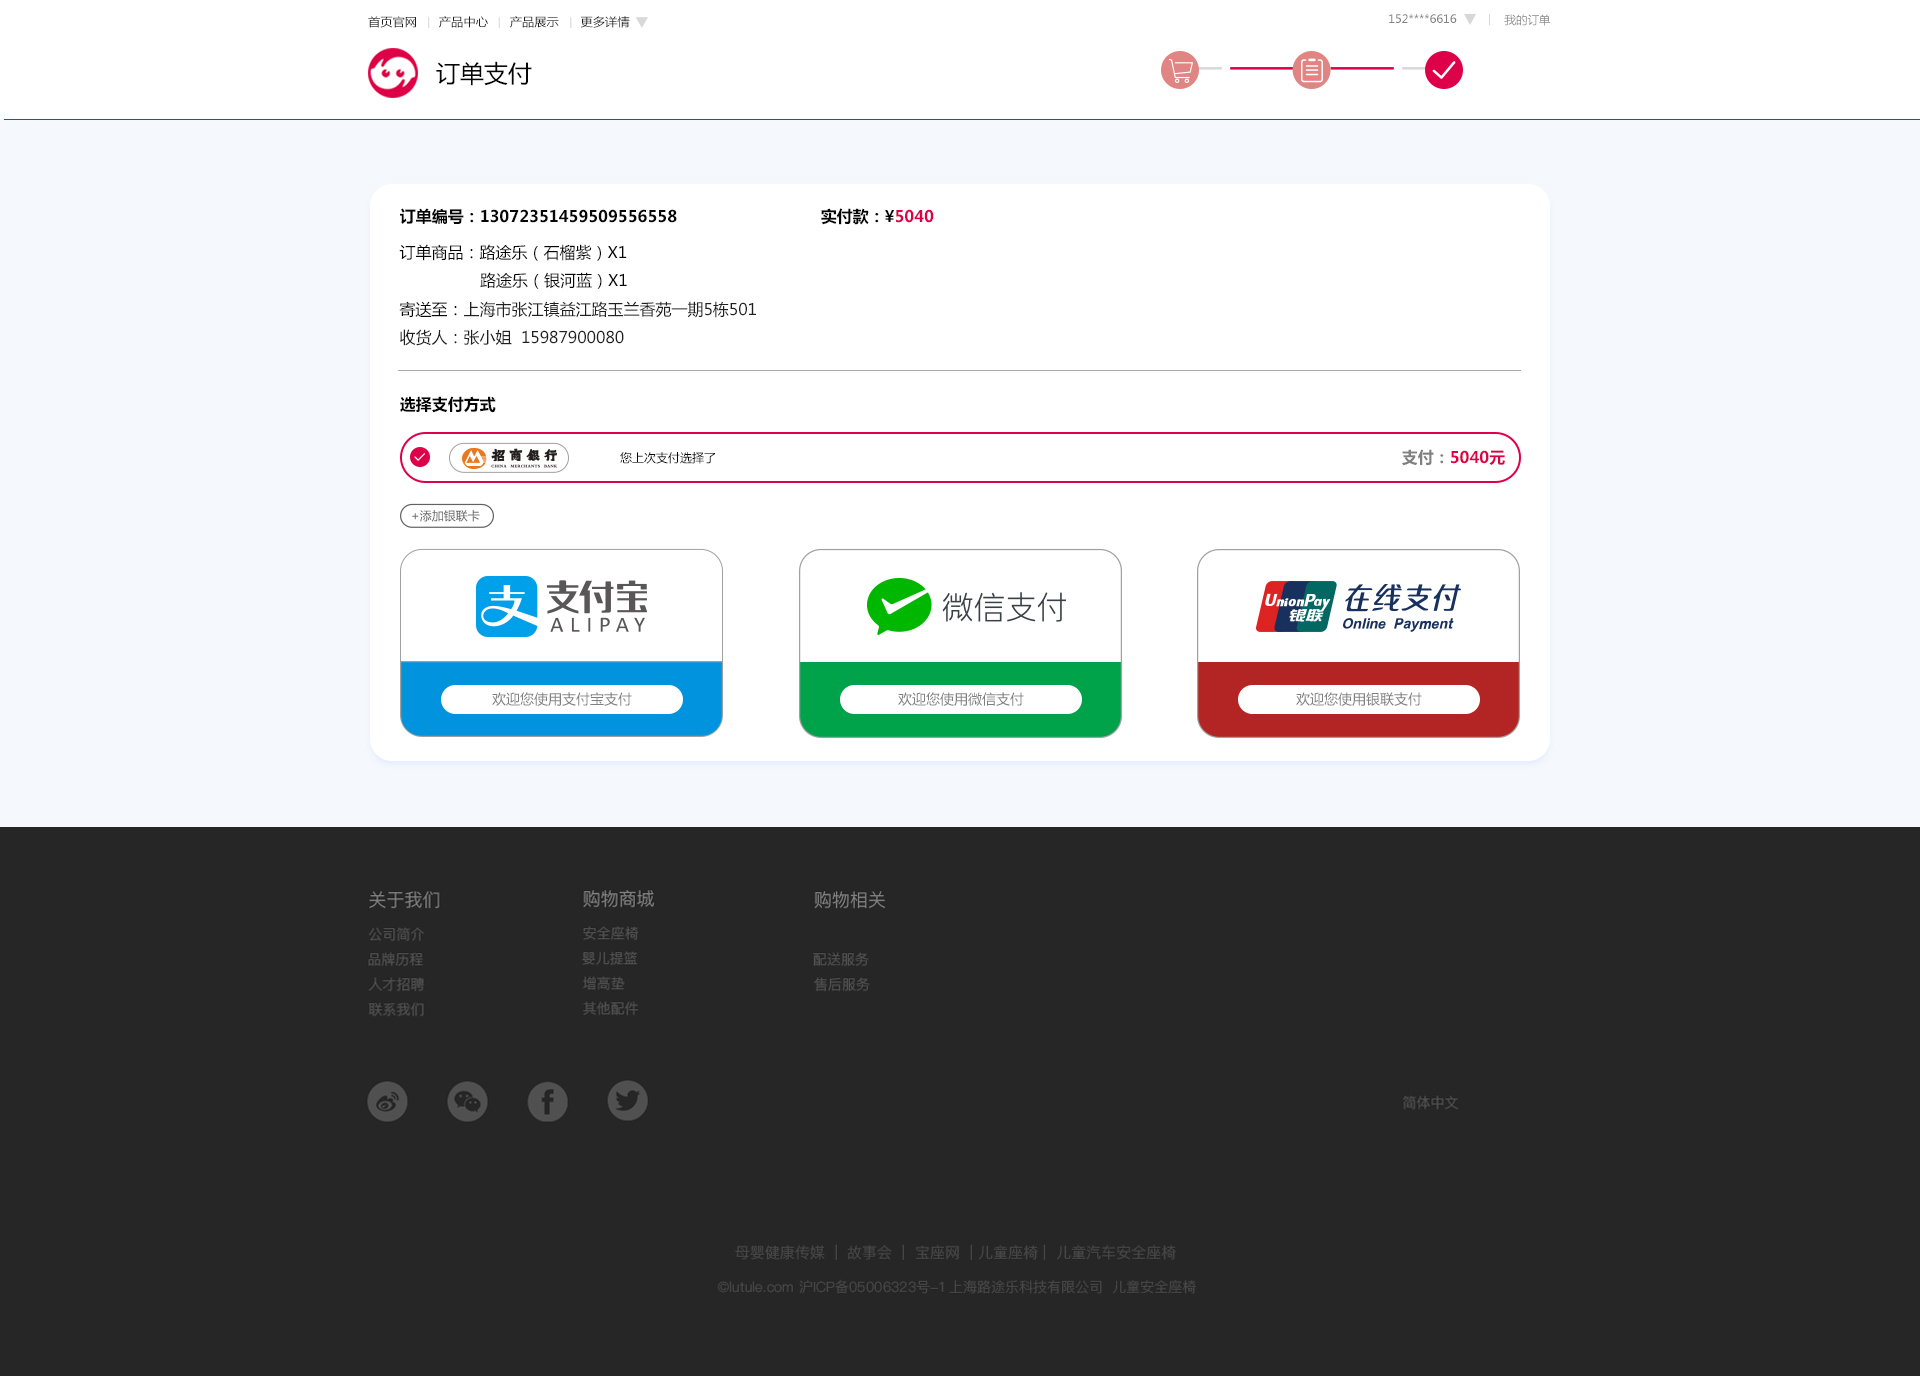 首页官网 | 产品中心 | 产品展示 | 更多详情
152****6616 | 我的订单
订单支付
订单编号：13072351459509556558 实付款：¥5040
订单商品：路途乐（石榴紫）X1
路途乐（银河蓝）X1
寄送至：上海市张江镇益江路玉兰香苑一期5栋501
收货人：张小姐 15987900080
选择支付方式
招商银行 CHINA MERCHANTS BANK 您上次支付选择了 支付：5040元
+添加银联卡
支 支付宝
ALIPAY
欢迎您使用支付宝支付
微信支付
欢迎您使用微信支付
UnionPay 银联 在线支付
Online Payment
欢迎您使用银联支付
关于我们
公司简介
品牌历程
人才招聘
联系我们
购物商城
安全座椅
婴儿提篮
增高垫
其他配件
购物相关
配送服务
售后服务
简体中文
母婴健康传媒 | 故事会 | 宝座网 | 儿童座椅 | 儿童汽车安全座椅
©lutule.com 沪ICP备05006323号-1 上海路途乐科技有限公司 儿童安全座椅